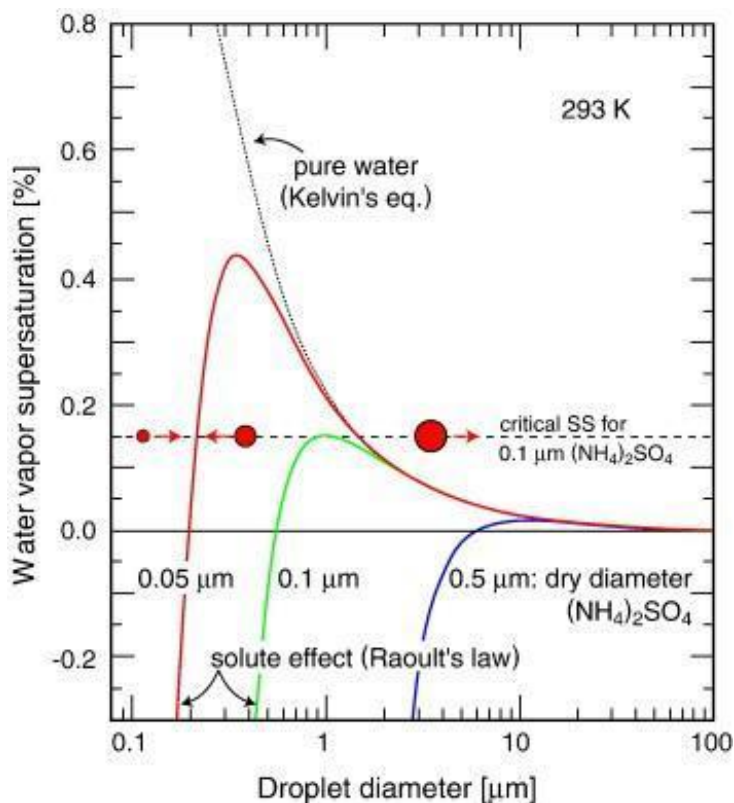 0.8
0.6
0.4
0.2
0.0
-0.2
Water vapor supersaturation [%]
293 K
pure water
(Kelvin's eq.)
critical SS for
0.1 μm (NH₄)₂SO₄
0.05 μm
0.1 μm
0.5 μm: dry diameter
(NH₄)₂SO₄
solute effect (Raoult's law)
0.1
1
10
100
Droplet diameter [μm]